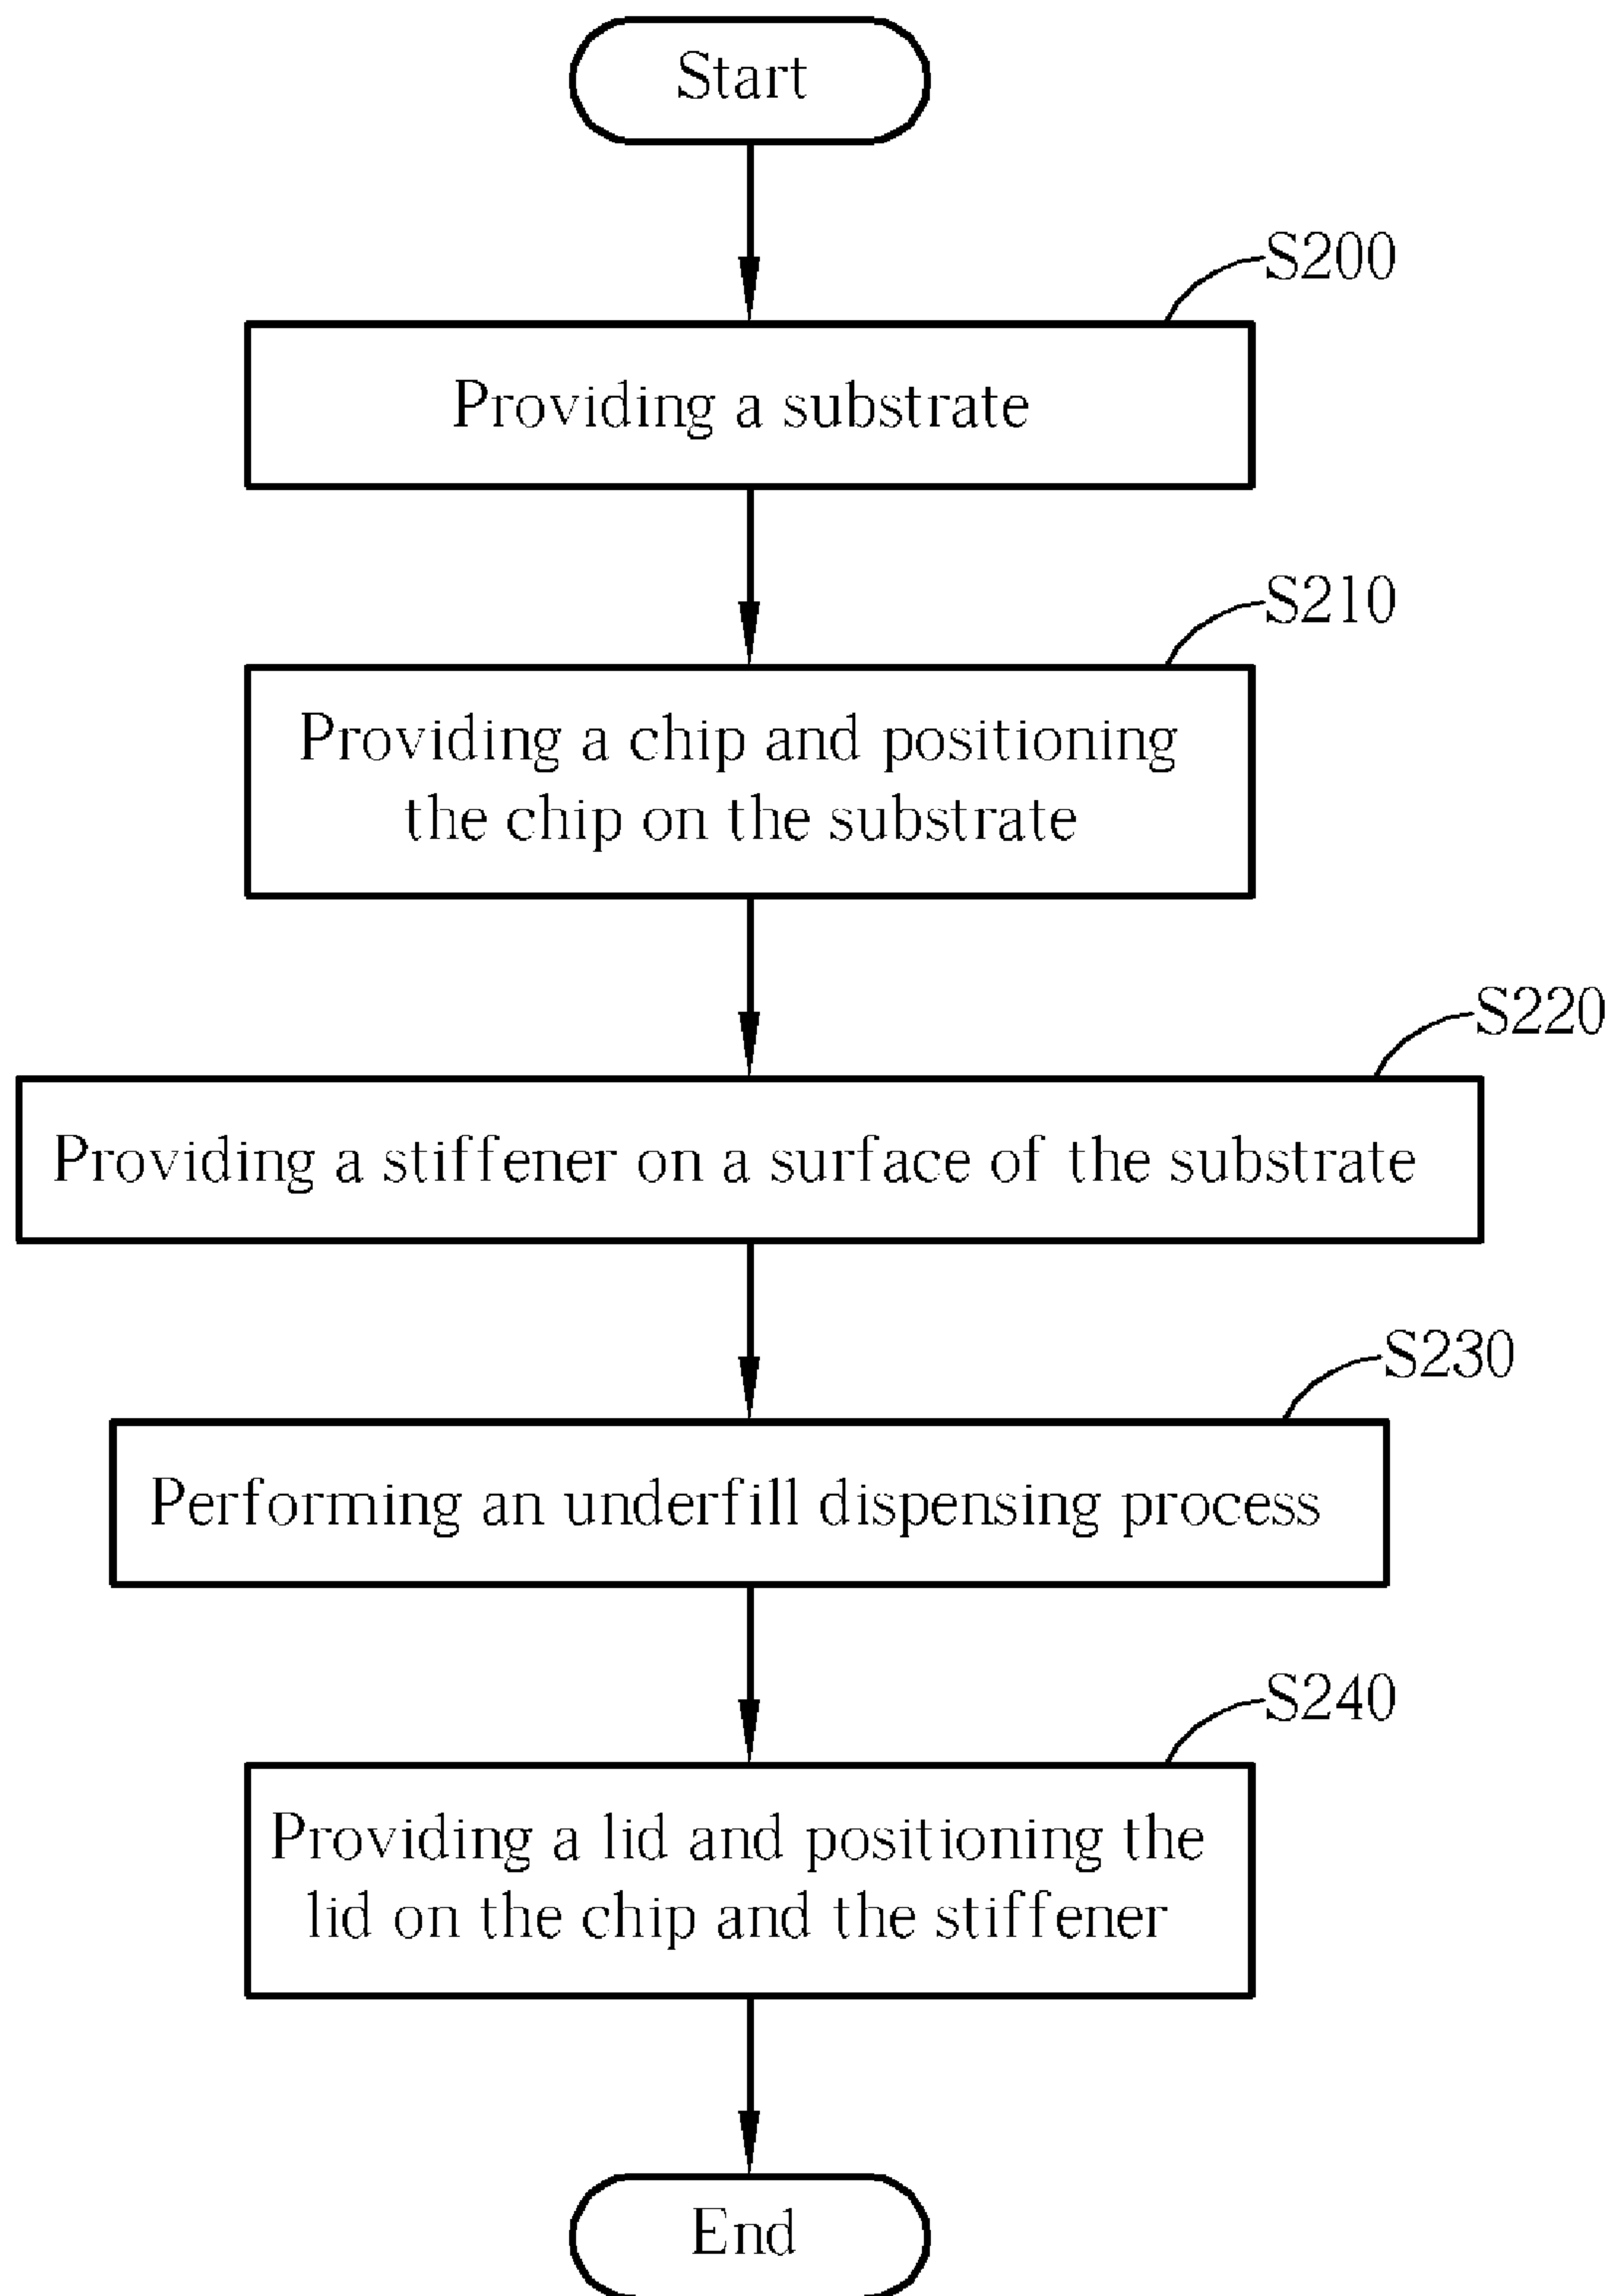 Start
S200
Providing a substrate
S210
Providing a chip and positioning
the chip on the substrate
S220
Providing a stiffener on a surface of the substrate
S230
Performing an underfill dispensing process
S240
Providing a lid and positioning the
lid on the chip and the stiffener
End